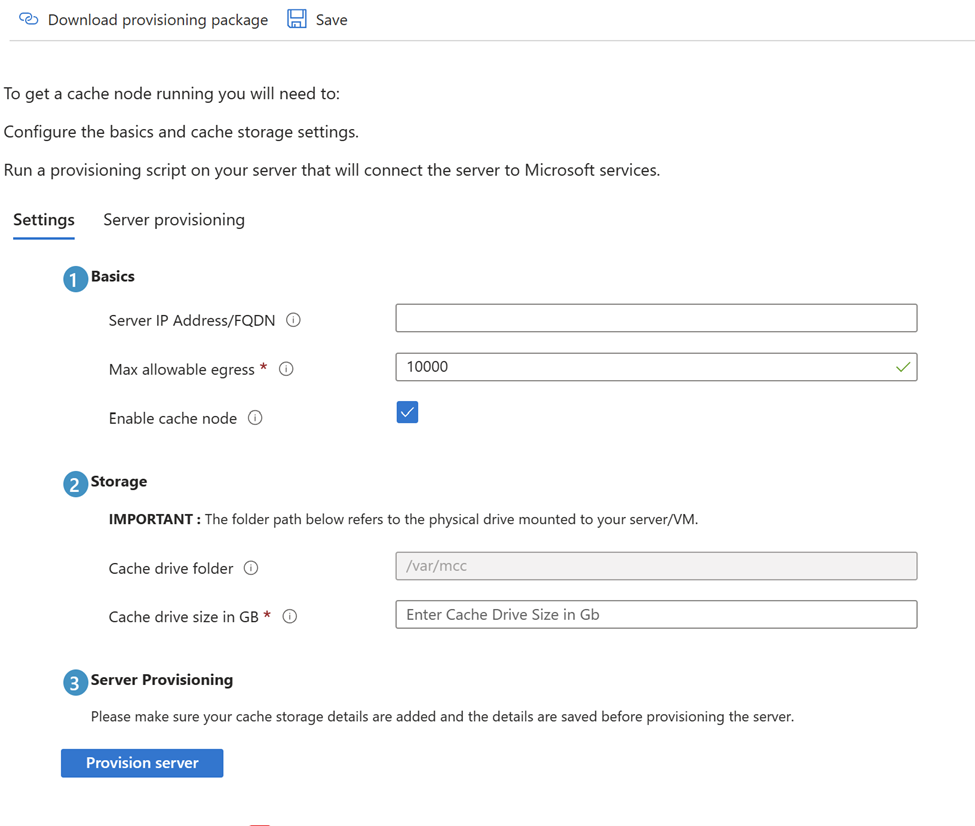 Download provisioning package Save
To get a cache node running you will need to:
Configure the basics and cache storage settings.
Run a provisioning script on your server that will connect the server to Microsoft services.
Settings Server provisioning
1 Basics
Server IP Address/FQDN
Max allowable egress * 10000
Enable cache node
2 Storage
IMPORTANT : The folder path below refers to the physical drive mounted to your server/VM.
Cache drive folder /var/mcc
Cache drive size in GB * Enter Cache Drive Size in Gb
3 Server Provisioning
Please make sure your cache storage details are added and the details are saved before provisioning the server.
Provision server